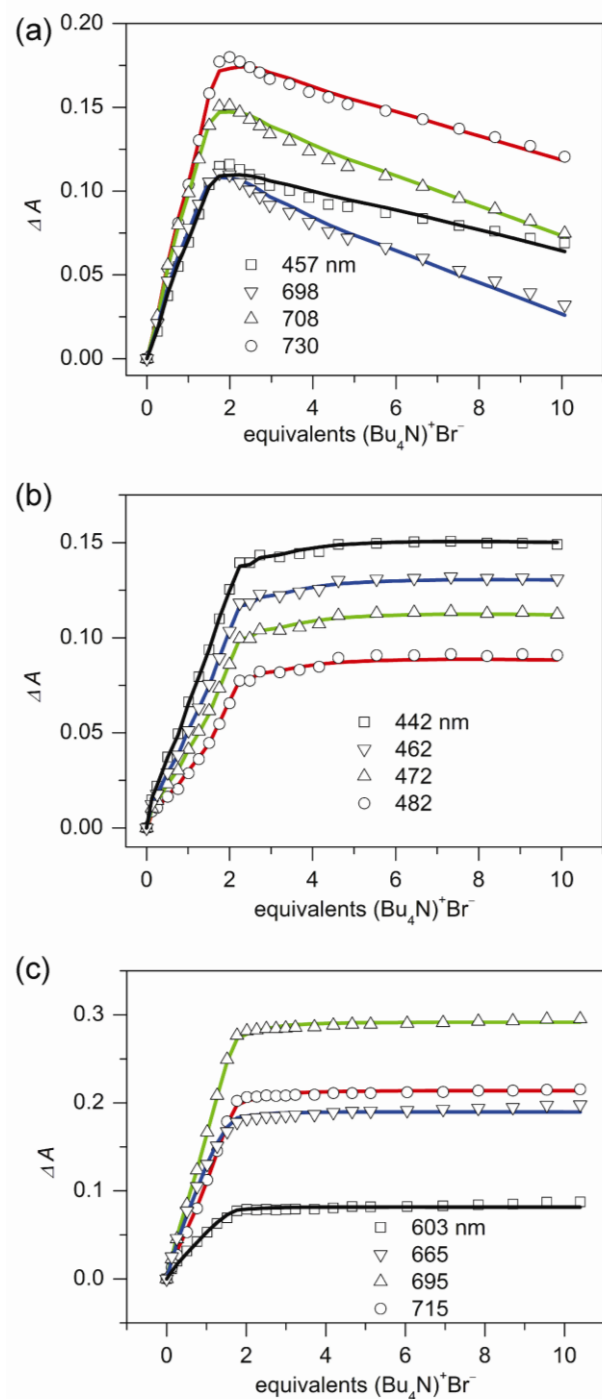 (a)
0.20
0.15
0.10
0.05
0.00
ΔA
457 nm
698
708
730
0 2 4 6 8 10
equivalents (Bu₄N)⁺Br⁻
(b)
0.15
0.10
0.05
0.00
ΔA
442 nm
462
472
482
0 2 4 6 8 10
equivalents (Bu₄N)⁺Br⁻
(c)
0.3
0.2
0.1
0.0
ΔA
603 nm
665
695
715
0 2 4 6 8 10
equivalents (Bu₄N)⁺Br⁻